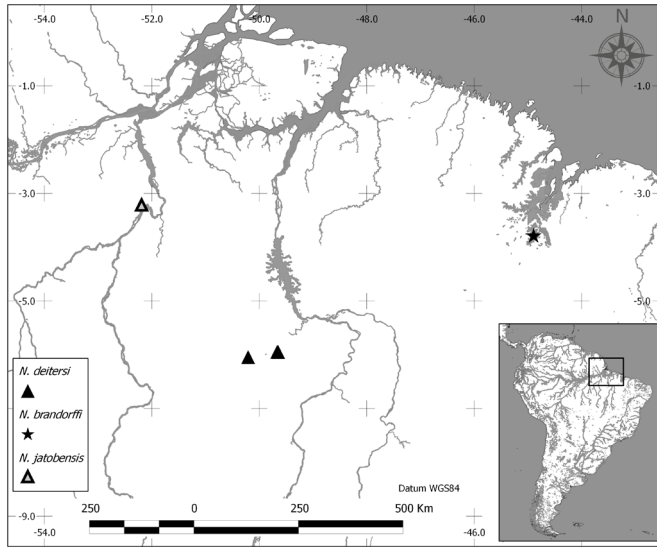 -54.0 -52.0 -50.0 -48.0 -46.0 -44.0
N
-1.0 -1.0
-3.0 -3.0
-5.0 -5.0
N. deitersi
N. brandorffi
N. jatobensis
Datum WGS84
250 0 250 500 Km
-9.0 -9.0
-54.0 -46.0